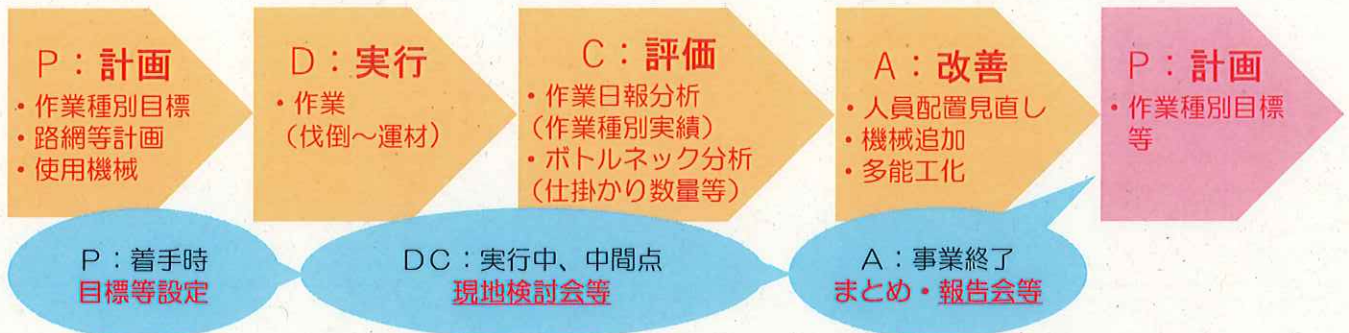 P：計画
・作業種別目標
・路網等計画
・使用機械
D：実行
・作業
（伐倒～運材）
C：評価
・作業日報分析
（作業種別実績）
・ボトルネック分析
（仕掛かり数量等）
A：改善
・人員配置見直し
・機械追加
・多能工化
P：計画
・作業種別目標
等
P：着手時
目標等設定
DC：実行中、中間点
現地検討会等
A：事業終了
まとめ・報告会等